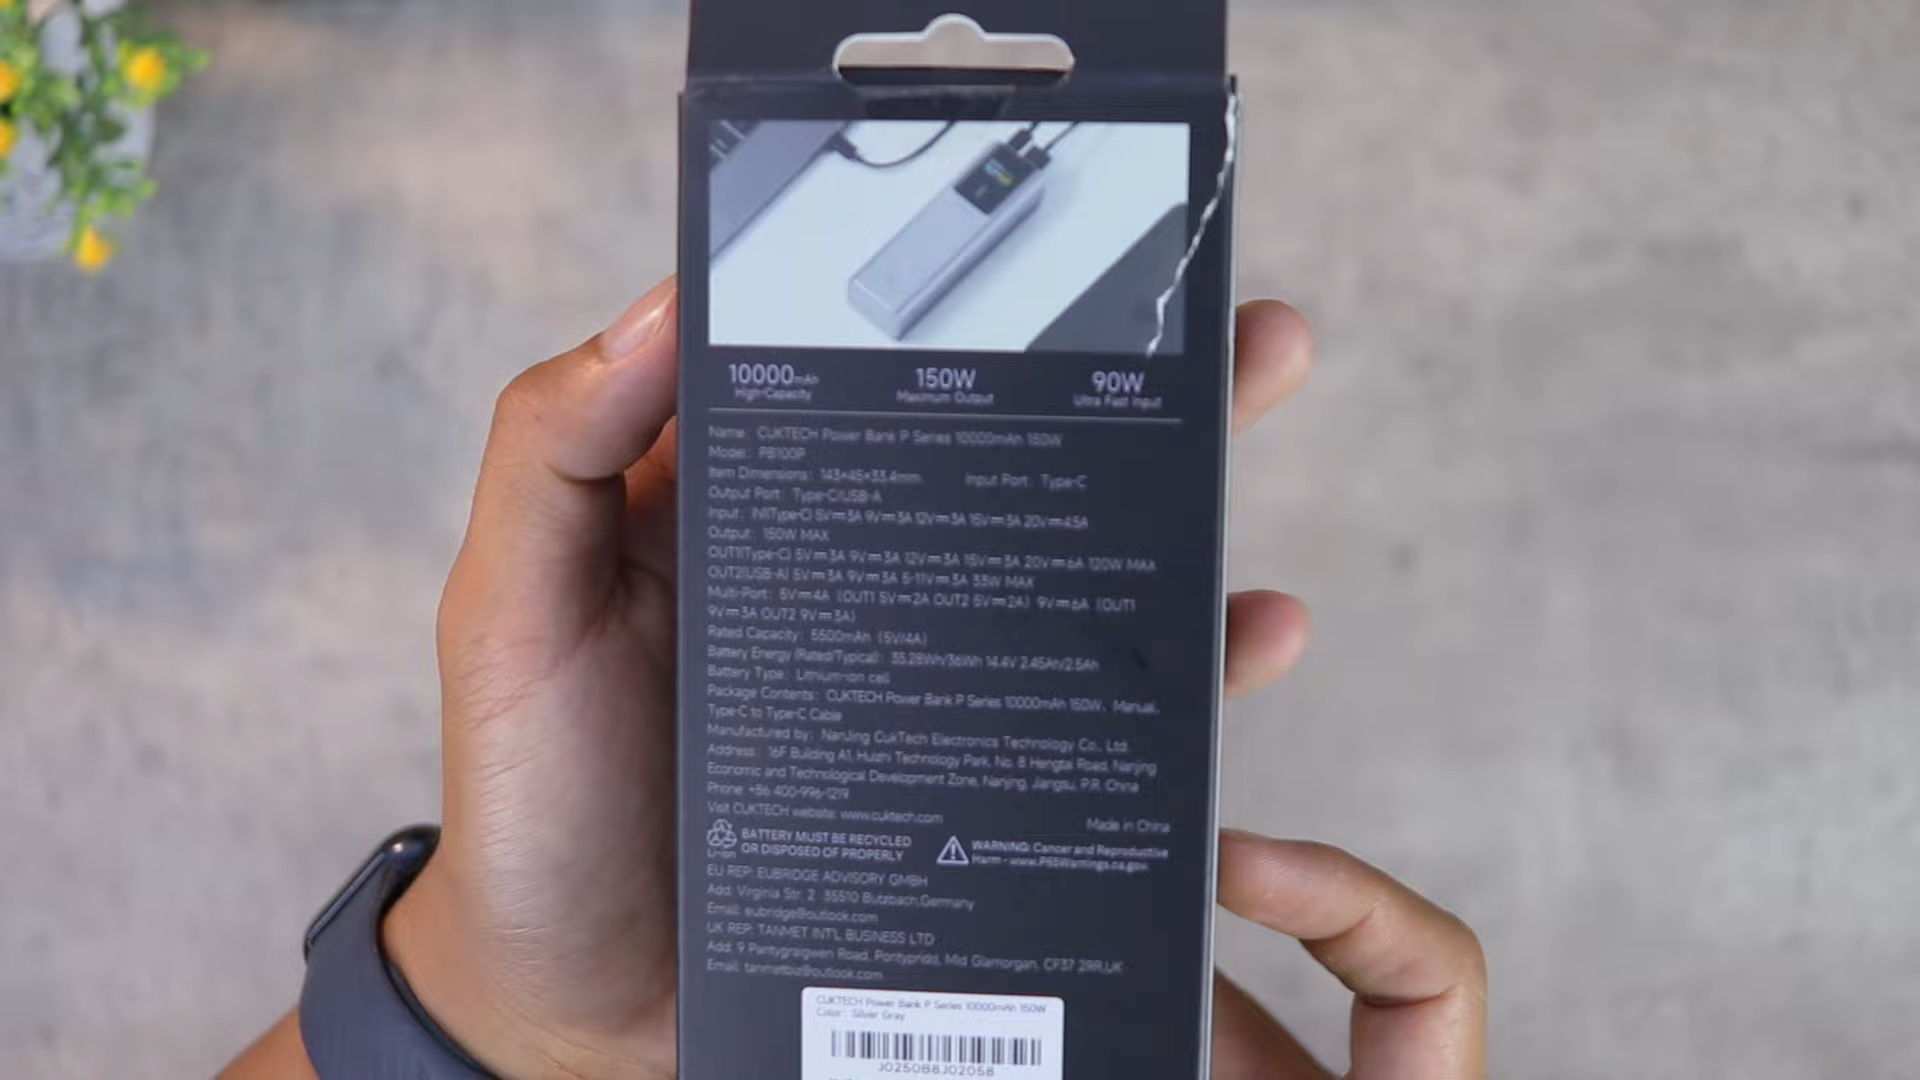 10000mAh
High-Capacity
150W
Maximum Output
90W
Ultra Fast Input
Name: CUKTECH Power Bank P Series 10000mAh 150W
Model: PB100P
Item Dimensions: 143×45×33.4mm Input Port: Type-C
Output Port: Type-C/USB-A
Input: IN1(Type-C) 5V⎓3A 9V⎓3A 12V⎓3A 15V⎓3A 20V⎓4.5A
Output: 150W MAX
OUT1(Type-C) 5V⎓3A 9V⎓3A 12V⎓3A 15V⎓3A 20V⎓6A 120W MAX
OUT2(USB-A) 5V⎓3A 9V⎓3A 5-11V⎓3A 33W MAX
Multi-Port: 5V⎓4A (OUT1 5V⎓2A OUT2 5V⎓2A) 9V⎓6A (OUT1
9V⎓3A OUT2 9V⎓3A)
Rated Capacity: 5500mAh (5V/4A)
Battery Energy (Rated/Typical): 35.28Wh/36Wh 14.4V 2.45Ah/2.5Ah
Battery Type: Lithium-ion cell
Package Contents: CUKTECH Power Bank P Series 10000mAh 150W、Manual、
Type-C to Type-C Cable
Manufactured by: NanJing CukTech Electronics Technology Co., Ltd.
Address: 16F Building A1, Huizhi Technology Park, No. 8 Hengtai Road, Nanjing
Economic and Technological Development Zone, Nanjing, Jiangsu, P.R. China
Phone: +86 400-996-1219
Visit CUKTECH website: www.cuktech.com
Made in China
Li-ion
BATTERY MUST BE RECYCLED
OR DISPOSED OF PROPERLY
WARNING: Cancer and Reproductive
Harm - www.P65Warnings.ca.gov
EU REP: EUBRIDGE ADVISORY GMBH
Add: Virginia Str. 2 35510 Butzbach,Germany
Email: eubridge@outlook.com
UK REP: TANMET INT'L BUSINESS LTD
Add: 9 Pantygraigwen Road, Pontypridd, Mid Glamorgan, CF37 2RR,UK
Email: tanmetbiz@outlook.com
CUKTECH Power Bank P Series 10000mAh 150W
Color: Silver Gray
J0250B8J02058